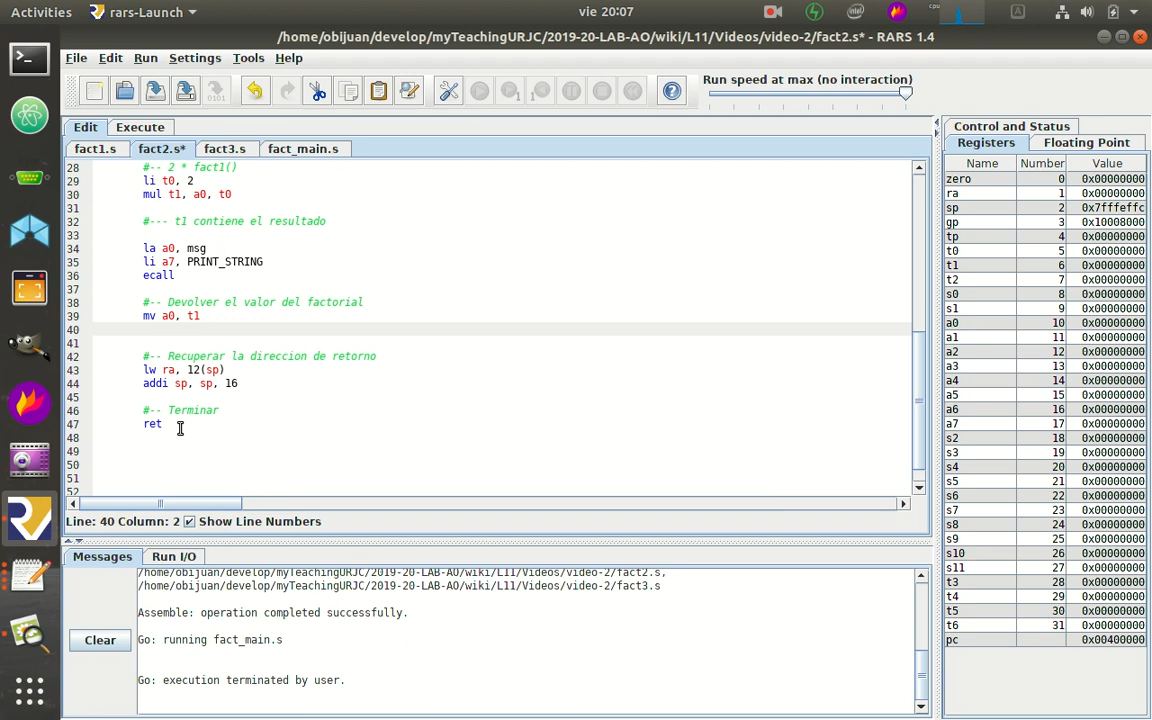 Activities rars-Launch vie 20:07 cpu A
/home/obijuan/develop/myTeachingURJC/2019-20-LAB-AO/wiki/L11/Videos/video-2/fact2.s* - RARS 1.4
File Edit Run Settings Tools Help
Run speed at max (no interaction)
Edit Execute
fact1.s fact2.s* fact3.s fact_main.s
28 #-- 2 * fact1()
29 li t0, 2
30 mul t1, a0, t0
31
32 #--- t1 contiene el resultado
33
34 la a0, msg
35 li a7, PRINT_STRING
36 ecall
37
38 #-- Devolver el valor del factorial
39 mv a0, t1
40
41
42 #-- Recuperar la direccion de retorno
43 lw ra, 12(sp)
44 addi sp, sp, 16
45
46 #-- Terminar
47 ret
48
49
50
51
52
Line: 40 Column: 2 Show Line Numbers
Messages Run I/O
/home/obijuan/develop/myTeachingURJC/2019-20-LAB-AO/wiki/L11/Videos/video-2/fact2.s,
/home/obijuan/develop/myTeachingURJC/2019-20-LAB-AO/wiki/L11/Videos/video-2/fact3.s
Assemble: operation completed successfully.
Go: running fact_main.s
Go: execution terminated by user.
Clear
Control and Status
Registers Floating Point
Name Number Value
zero 0 0x00000000
ra 1 0x00000000
sp 2 0x7fffeffc
gp 3 0x10008000
tp 4 0x00000000
t0 5 0x00000000
t1 6 0x00000000
t2 7 0x00000000
s0 8 0x00000000
s1 9 0x00000000
a0 10 0x00000000
a1 11 0x00000000
a2 12 0x00000000
a3 13 0x00000000
a4 14 0x00000000
a5 15 0x00000000
a6 16 0x00000000
a7 17 0x00000000
s2 18 0x00000000
s3 19 0x00000000
s4 20 0x00000000
s5 21 0x00000000
s6 22 0x00000000
s7 23 0x00000000
s8 24 0x00000000
s9 25 0x00000000
s10 26 0x00000000
s11 27 0x00000000
t3 28 0x00000000
t4 29 0x00000000
t5 30 0x00000000
t6 31 0x00000000
pc 0x00400000